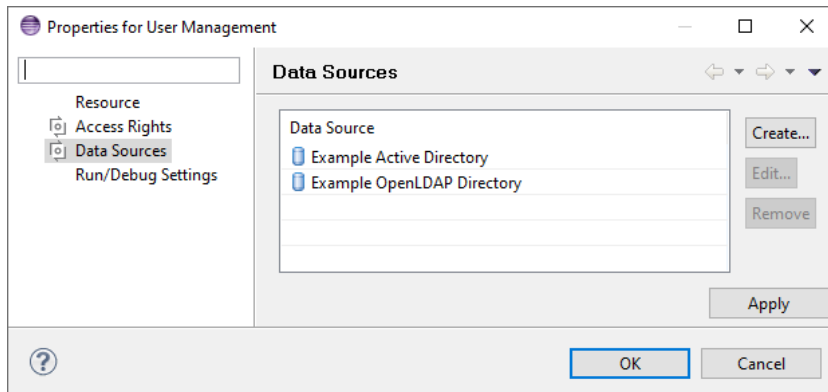 Properties for User Management
Data Sources
Resource
Access Rights
Data Sources
Run/Debug Settings
Data Source
Example Active Directory
Example OpenLDAP Directory
Create...
Edit...
Remove
Apply
?
OK
Cancel